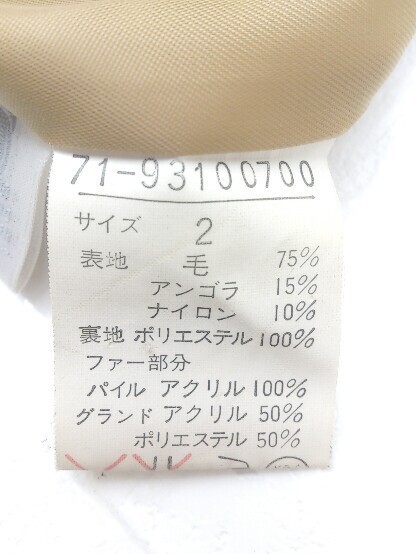 71-93100700
サイズ 2
表地 毛 75%
アンゴラ 15%
ナイロン 10%
裏地 ポリエステル 100%
ファー部分
パイル アクリル 100%
グランド アクリル 50%
ポリエステル 50%